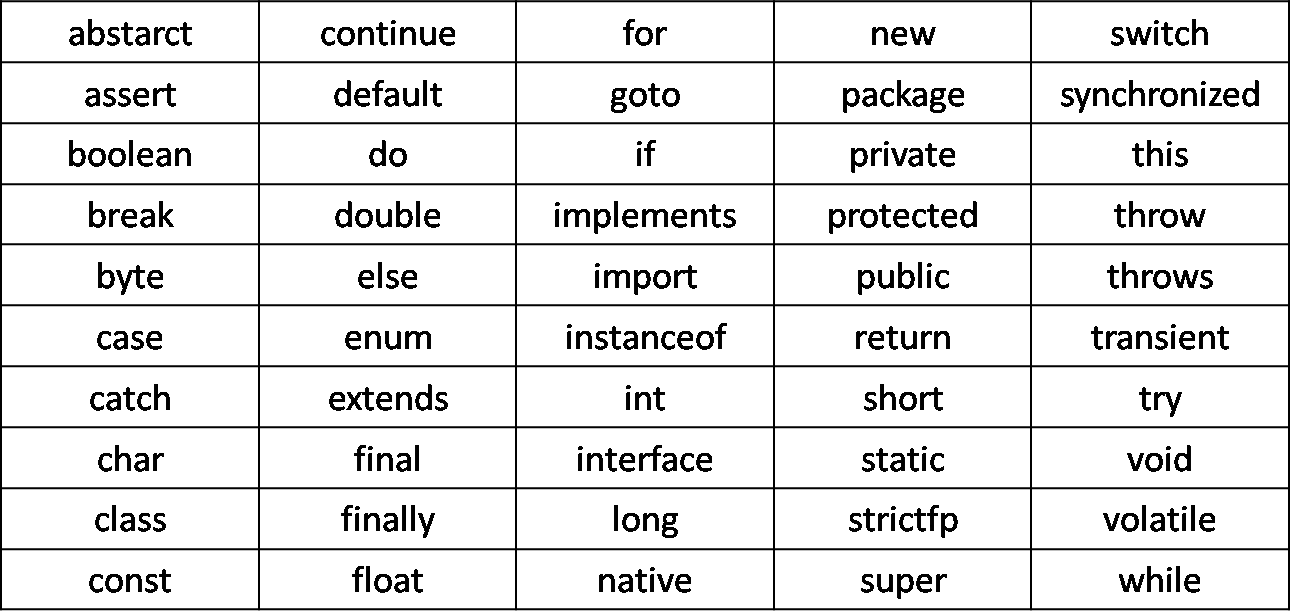 abstarct continue for new switch
assert default goto package synchronized
boolean do if private this
break double implements protected throw
byte else import public throws
case enum instanceof return transient
catch extends int short try
char final interface static void
class finally long strictfp volatile
const float native super while